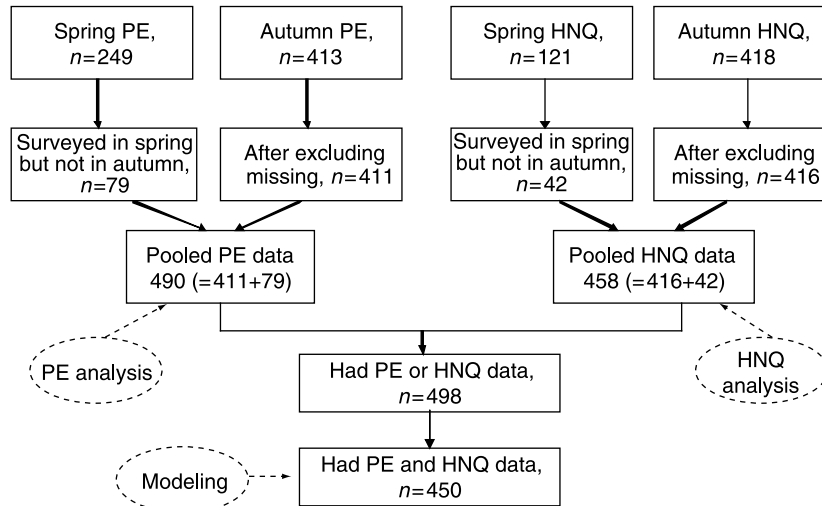 Spring PE,
n=249
Autumn PE,
n=413
Spring HNQ,
n=121
Autumn HNQ,
n=418
Surveyed in spring
but not in autumn,
n=79
After excluding
missing, n=411
Surveyed in spring
but not in autumn,
n=42
After excluding
missing, n=416
Pooled PE data
490 (=411+79)
Pooled HNQ data
458 (=416+42)
PE analysis
Had PE or HNQ data,
n=498
HNQ
analysis
Modeling
Had PE and HNQ data,
n=450